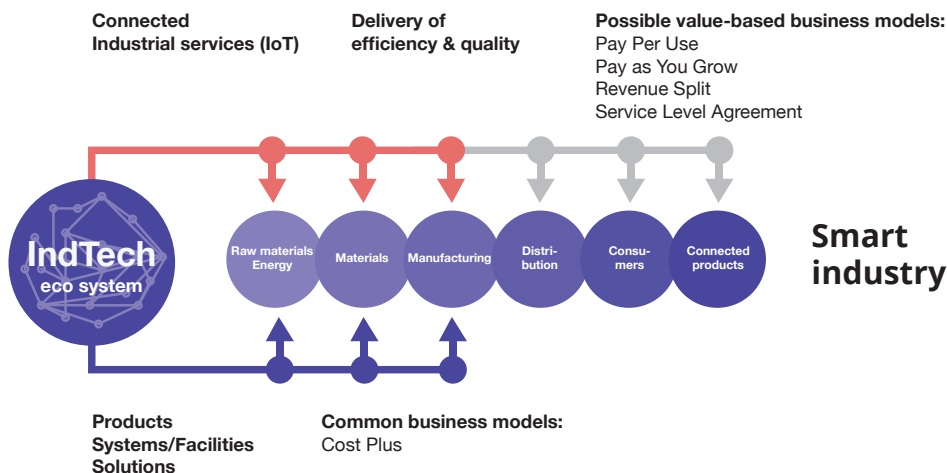 Connected
Industrial services (IoT)
Delivery of
efficiency & quality
Possible value-based business models:
Pay Per Use
Pay as You Grow
Revenue Split
Service Level Agreement
IndTech
eco system
Raw materials
Energy
Materials
Manufacturing
Distri-
bution
Consu-
mers
Connected
products
Smart
industry
Products
Systems/Facilities
Solutions
Common business models:
Cost Plus